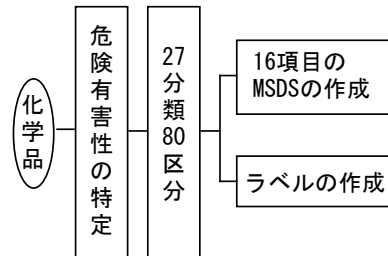 化学品
危険有害性の特定
27分類80区分
16項目の
MSDSの作成
ラベルの作成